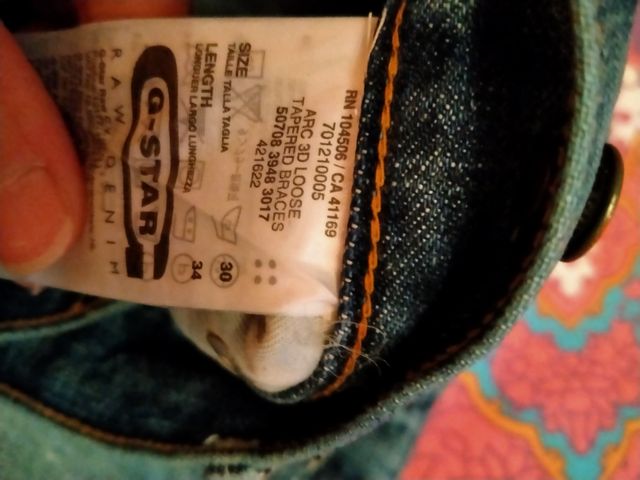 RN 104506 / CA 41169
701210005
ARC 3D LOOSE
TAPERED BRACES
50708 3948 3017
421622
SIZE
TAILLE TALLA TAGLIA
30
LENGTH
LONGUEUR LARGO LUNGHEZZA
34
G-STAR
RAW DENIM